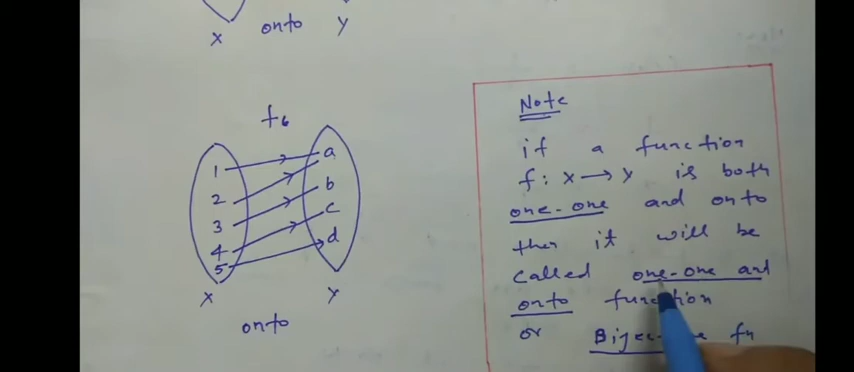 X onto Y
f6
1 a
2 b
3 c
4 d
5
X Y
onto
Note
if a function
f: X → Y is both
one-one and onto
then it will be
called one-one and
onto function
or fn